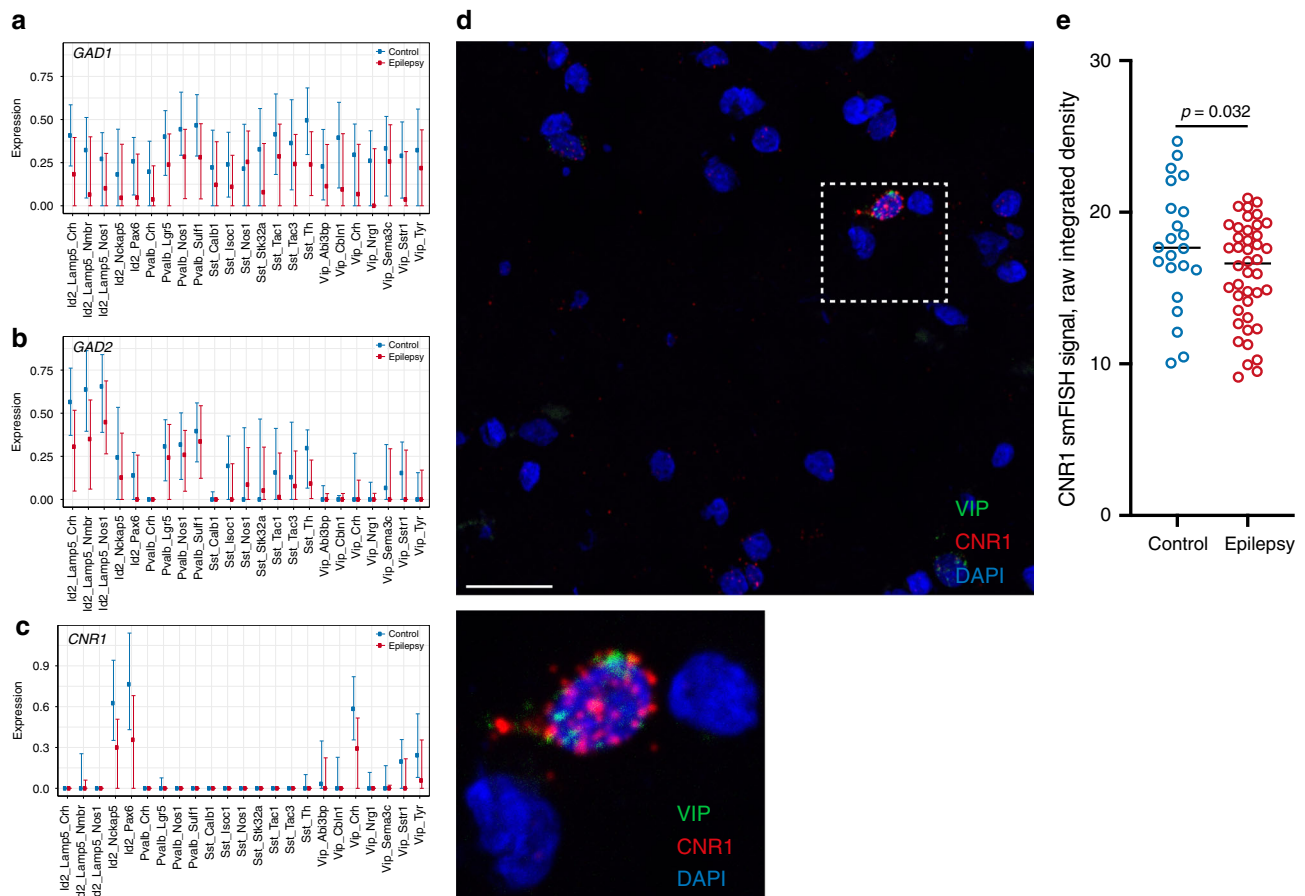 a
GAD1
Control
Epilepsy
Expression
0.75
0.50
0.25
0.00
Id2_Lamp5_Crh
Id2_Lamp5_Nmbr
Id2_Lamp5_Nos1
Id2_Nckap5
Id2_Pax6
Pvalb_Crh
Pvalb_Lgr5
Pvalb_Nos1
Pvalb_Sulf1
Sst_Calb1
Sst_Isoc1
Sst_Nos1
Sst_Stk32a
Sst_Tac1
Sst_Tac3
Sst_Th
Vip_Abi3bp
Vip_Cbln1
Vip_Crh
Vip_Nrg1
Vip_Sema3c
Vip_Sstr1
Vip_Tyr
b
GAD2
Control
Epilepsy
Expression
0.75
0.50
0.25
0.00
Id2_Lamp5_Crh
Id2_Lamp5_Nmbr
Id2_Lamp5_Nos1
Id2_Nckap5
Id2_Pax6
Pvalb_Crh
Pvalb_Lgr5
Pvalb_Nos1
Pvalb_Sulf1
Sst_Calb1
Sst_Isoc1
Sst_Nos1
Sst_Stk32a
Sst_Tac1
Sst_Tac3
Sst_Th
Vip_Abi3bp
Vip_Cbln1
Vip_Crh
Vip_Nrg1
Vip_Sema3c
Vip_Sstr1
Vip_Tyr
c
CNR1
Control
Epilepsy
Expression
0.9
0.6
0.3
0.0
Id2_Lamp5_Crh
d2_Lamp5_Nmbr
d2_Lamp5_Nos1
Id2_Nckap5
Id2_Pax6
Pvalb_Crh
Pvalb_Lgr5
Pvalb_Nos1
Pvalb_Sulf1
Sst_Calb1
Sst_Isoc1
Sst_Nos1
Sst_Stk32a
Sst_Tac1
Sst_Tac3
Sst_Th
Vip_Abi3bp
Vip_Cbln1
Vip_Crh
Vip_Nrg1
Vip_Sema3c
Vip_Sstr1
Vip_Tyr
d
VIP
CNR1
DAPI
VIP
CNR1
DAPI
e
CNR1 smFISH signal, raw integrated density
30
20
10
0
p = 0.032
Control
Epilepsy